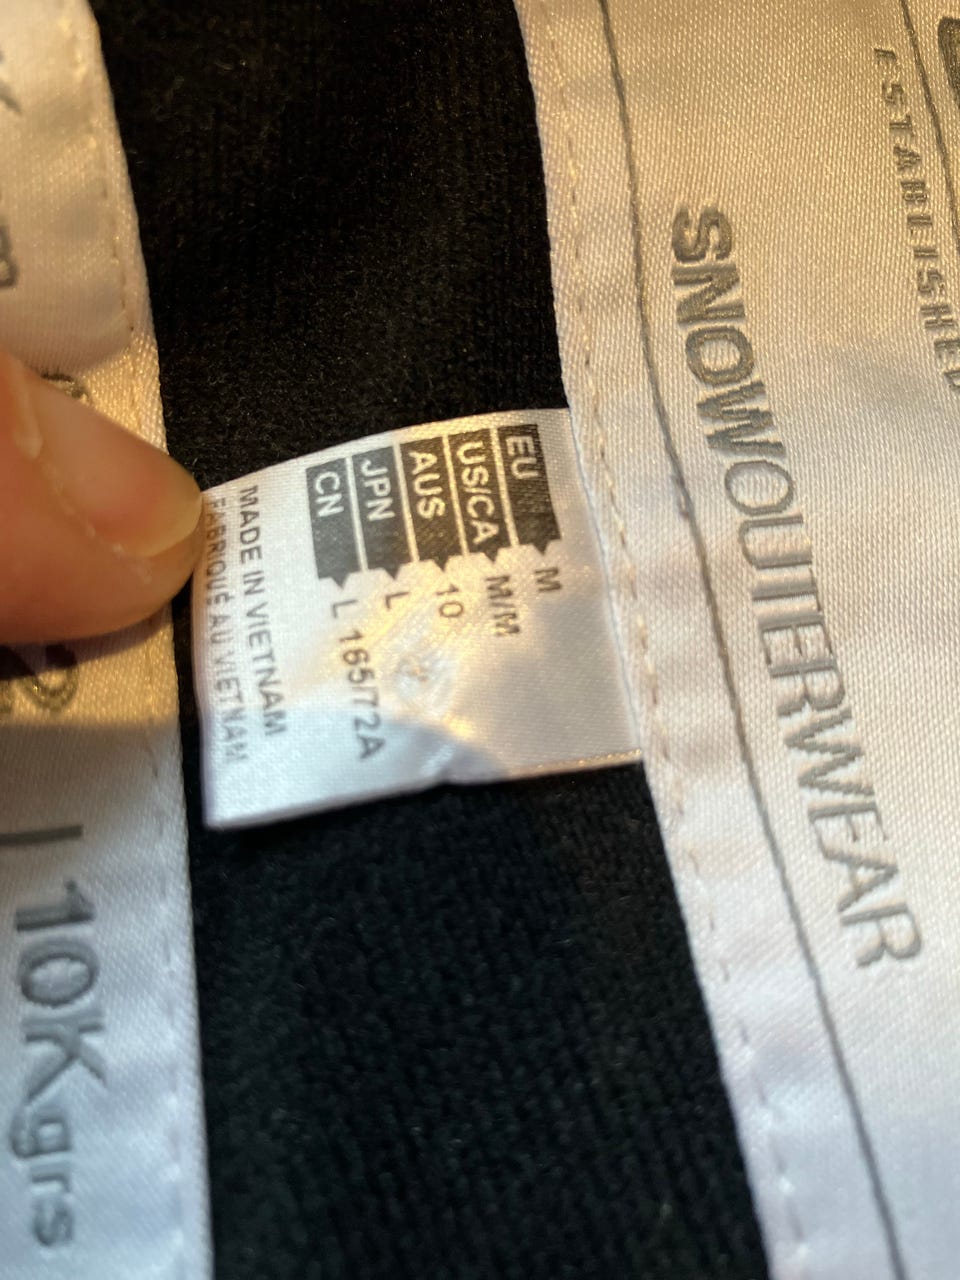 ESTABLISHED
SNOWOUTERWEAR
EU M
US/CA M/M
AUS 10
JPN L
CN L 165/72A
MADE IN VIETNAM
FABRIQUÉ AU VIETNAM
10Kgrs